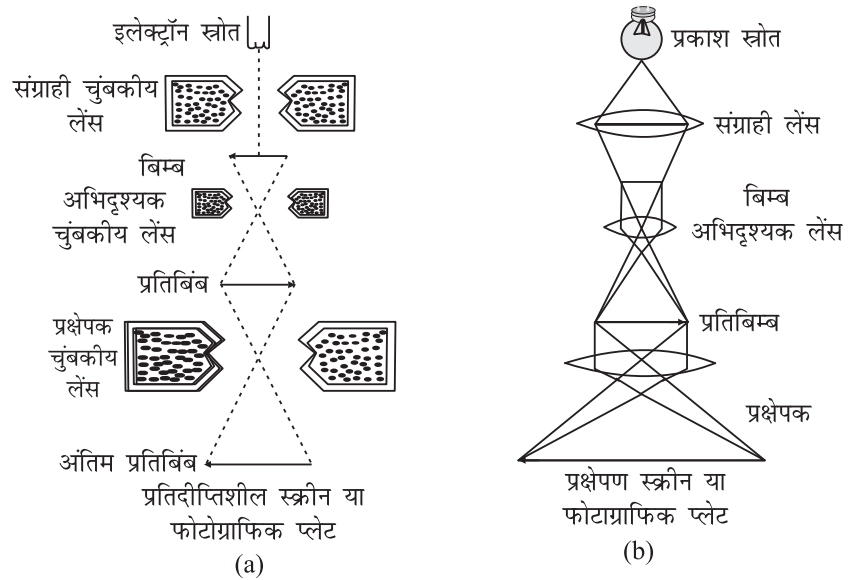 इलेक्ट्रॉन स्रोत
संग्राही चुंबकीय
लेंस
बिम्ब
अभिदृश्यक
चुंबकीय लेंस
प्रतिबिंब
प्रक्षेपक
चुंबकीय
लेंस
अंतिम प्रतिबिंब
प्रतिदीप्तिशील स्क्रीन या
फोटोग्राफिक प्लेट
(a)
प्रकाश स्त्रोत
संग्राही लेंस
बिम्ब
अभिदृश्यक लेंस
प्रतिबिम्ब
प्रक्षेपक
प्रक्षेपण स्क्रीन या
फोटाग्राफिक प्लेट
(b)